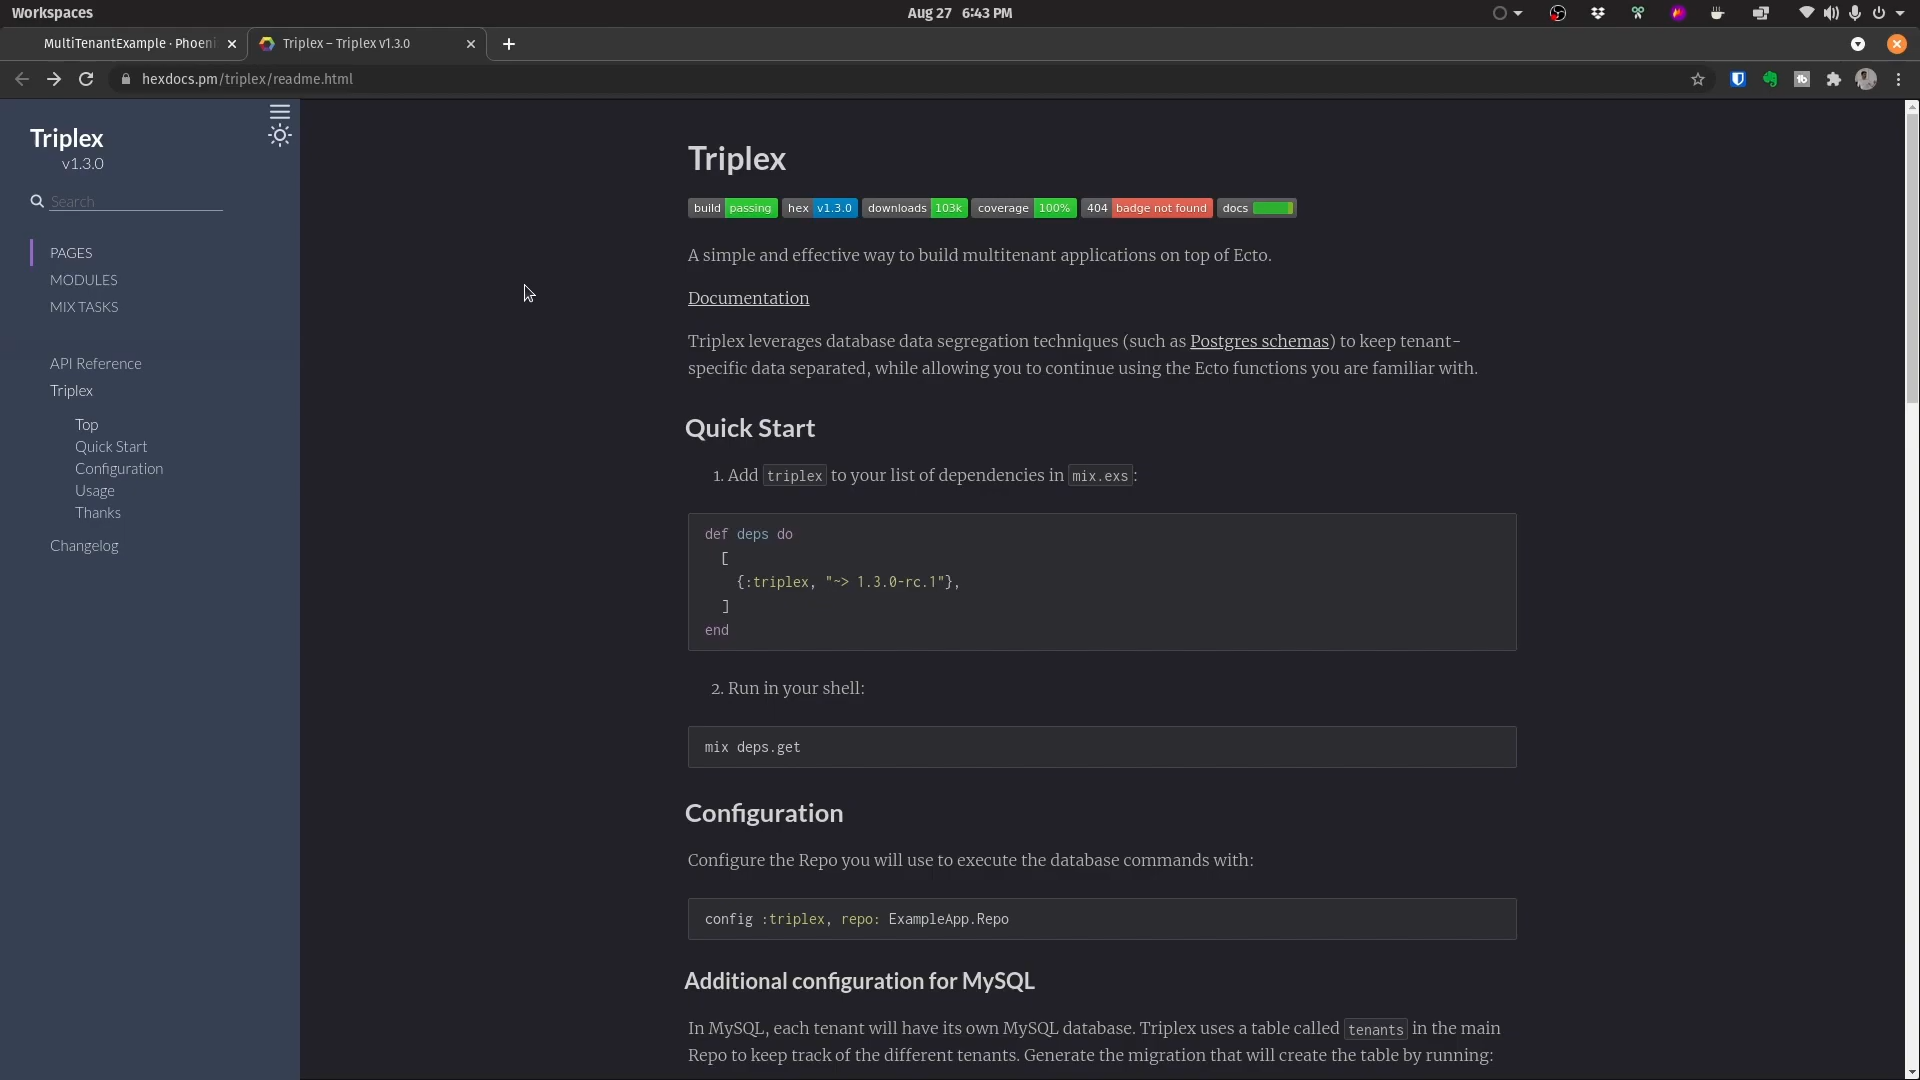 Workspaces
Aug 27 6:43 PM
MultiTenantExample · Phoeni
Triplex – Triplex v1.3.0
hexdocs.pm/triplex/readme.html
Triplex
v1.3.0
Search
PAGES
MODULES
MIX TASKS
API Reference
Triplex
Top
Quick Start
Configuration
Usage
Thanks
Changelog
Triplex
build passing hex v1.3.0 downloads 103k coverage 100% 404 badge not found docs
A simple and effective way to build multitenant applications on top of Ecto.
Documentation
Triplex leverages database data segregation techniques (such as Postgres schemas) to keep tenant-
specific data separated, while allowing you to continue using the Ecto functions you are familiar with.
Quick Start
1. Add triplex to your list of dependencies in mix.exs:
def deps do
[
{:triplex, "~> 1.3.0-rc.1"},
]
end
2. Run in your shell:
mix deps.get
Configuration
Configure the Repo you will use to execute the database commands with:
config :triplex, repo: ExampleApp.Repo
Additional configuration for MySQL
In MySQL, each tenant will have its own MySQL database. Triplex uses a table called tenants in the main
Repo to keep track of the different tenants. Generate the migration that will create the table by running: